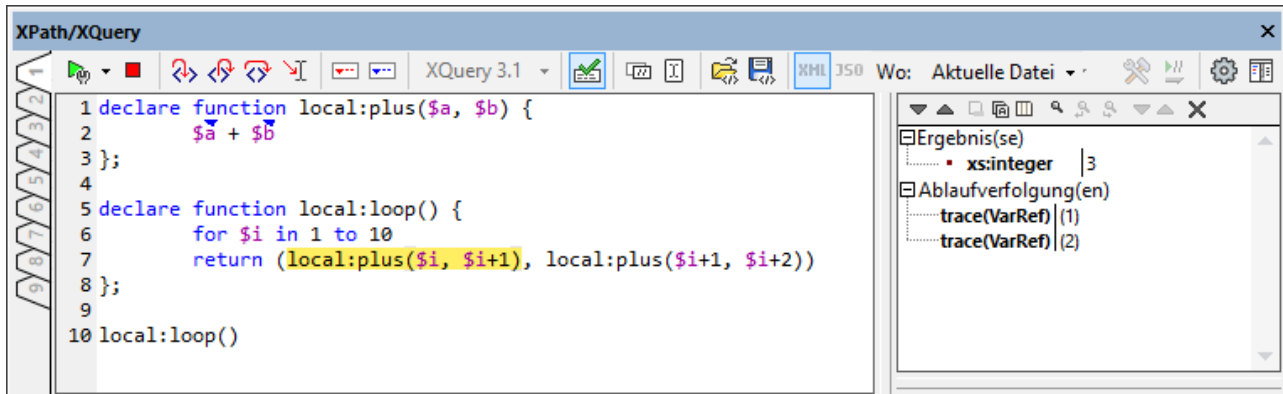 XPath/XQuery
XQuery 3.1
XML JSO Wo: Aktuelle Datei
1 declare function local:plus($a, $b) {
2 $a + $b
3 };
4
5 declare function local:loop() {
6 for $i in 1 to 10
7 return (local:plus($i, $i+1), local:plus($i+1, $i+2))
8 };
9
10 local:loop()
1
2
3
4
5
6
7
8
9
Ergebnis(se)
xs:integer 3
Ablaufverfolgung(en)
trace(VarRef) (1)
trace(VarRef) (2)